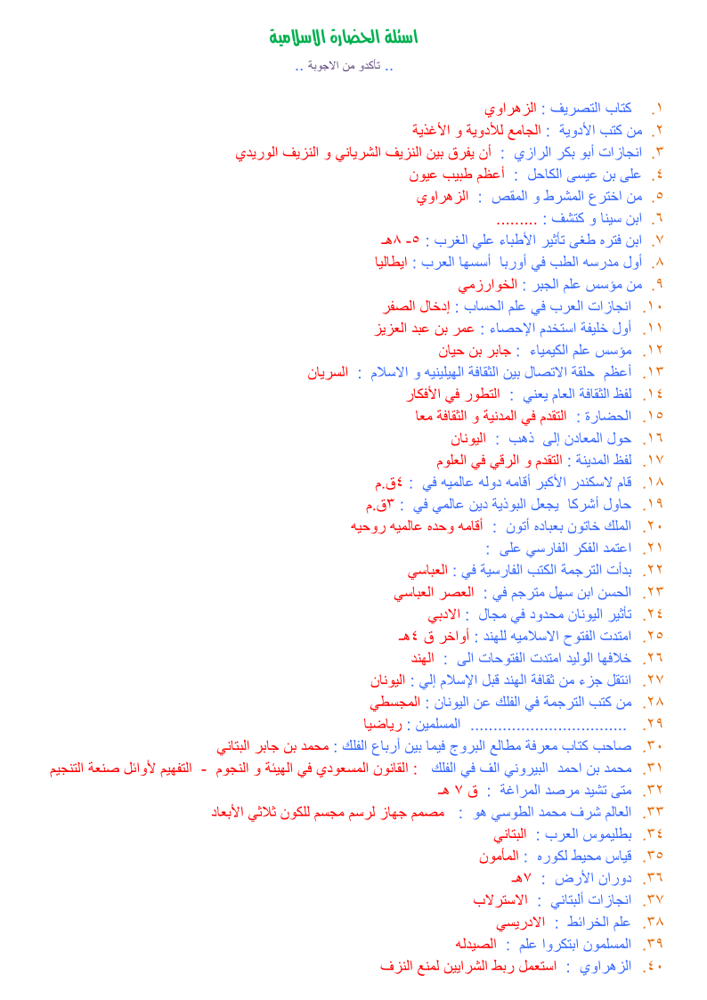 اسئلة الحضارة الاسلامية
.. تأكدو من الاجوبة ..
١. كتاب التصريف : الزهراوي
٢. من كتب الأدوية : الجامع للأدوية و الأغذية
٣. انجازات أبو بكر الرازي : أن يفرق بين النزيف الشرياني و النزيف الوريدي
٤. على بن عيسى الكاحل : أعظم طبيب عيون
٥. من اخترع المشرط و المقص : الزهراوي
٦. ابن سينا و كتشف : .........
٧. ابن فتره طغى تأثير الأطباء علي الغرب : ٥- ٨هـ
٨. أول مدرسه الطب في أوربا أسسها العرب : ايطاليا
٩. من مؤسس علم الجبر : الخوارزمي
١٠. انجازات العرب في علم الحساب : إدخال الصفر
١١. أول خليفة استخدم الإحصاء : عمر بن عبد العزيز
١٢. مؤسس علم الكيمياء : جابر بن حيان
١٣. أعظم حلقة الاتصال بين الثقافة الهيلينيه و الاسلام : السريان
١٤. لفظ الثقافة العام يعني : التطور في الأفكار
١٥. الحضارة : التقدم في المدنية و الثقافة معا
١٦. حول المعادن إلى ذهب : اليونان
١٧. لفظ المدينة : التقدم و الرقي في العلوم
١٨. قام لاسكندر الأكبر أقامه دوله عالميه في : ٤ق.م
١٩. حاول أشركا يجعل البوذية دين عالمي في : ٣ق.م
٢٠. الملك خاتون بعباده أتون : أقامه وحده عالميه روحيه
٢١. اعتمد الفكر الفارسي على :
٢٢. بدأت الترجمة الكتب الفارسية في : العباسي
٢٣. الحسن ابن سهل مترجم في : العصر العباسي
٢٤. تأثير اليونان محدود في مجال : الادبي
٢٥. امتدت الفتوح الاسلاميه للهند : أواخر ق ٤هـ
٢٦. خلافها الوليد امتدت الفتوحات الى : الهند
٢٧. انتقل جزء من ثقافة الهند قبل الإسلام إلي : اليونان
٢٨. من كتب الترجمة في الفلك عن اليونان : المجسطي
٢٩. .................................. المسلمين : رياضيا
٣٠. صاحب كتاب معرفة مطالع البروج فيما بين أرباع الفلك : محمد بن جابر البتاني
٣١. محمد بن احمد البيروني الف في الفلك : القانون المسعودي في الهيئة و النجوم - التفهيم لأوائل صنعة التنجيم
٣٢. متى تشيد مرصد المراغة : ق ٧ هـ
٣٣. العالم شرف محمد الطوسي هو : مصمم جهاز لرسم مجسم للكون ثلاثي الأبعاد
٣٤. بطليموس العرب : البتاني
٣٥. قياس محيط لكوره : المأمون
٣٦. دوران الأرض : ٧هـ
٣٧. انجازات ألبتاني : الاسترلاب
٣٨. علم الخرائط : الادريسي
٣٩. المسلمون ابتكروا علم : الصيدله
٤٠. الزهراوي : استعمل ربط الشرايين لمنع النزف